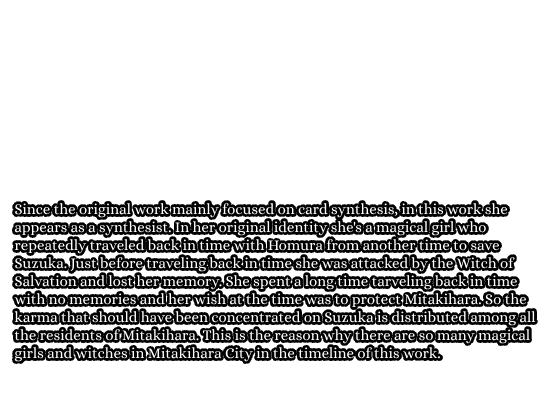 Since the original work mainly focused on card synthesis, in this work she
appears as a synthesist. In her original identity she's a magical girl who
repeatedly traveled back in time with Homura from another time to save
Suzuka. Just before traveling back in time she was attacked by the Witch of
Salvation and lost her memory. She spent a long time tarveling back in time
with no memories and her wish at the time was to protect Mitakihara. So the
karma that should have been concentrated on Suzuka is distributed among all
the residents of Mitakihara. This is the reason why there are so many magical
girls and witches in Mitakihara City in the timeline of this work.